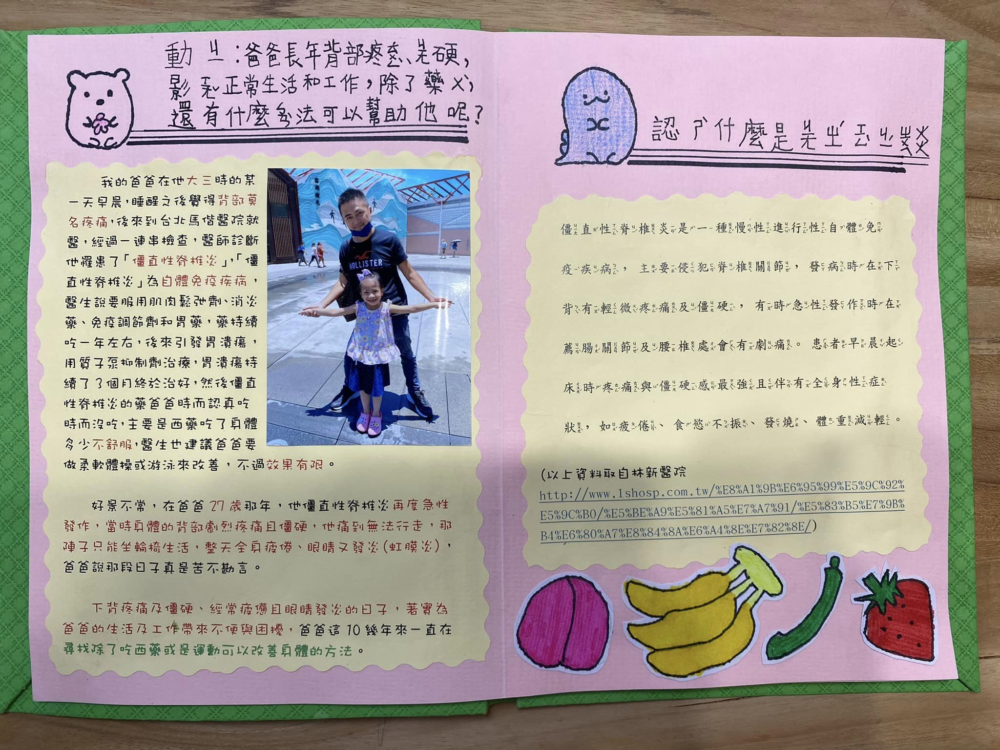 動ㄐㄧ：爸爸長年背部疼ㄊㄨㄥˋ、ㄐㄧㄤ硬，
影ㄒㄧㄤˇ正常生活和工作，除了藥ㄨˋ，
還有什麼ㄅㄢˋ法可以幫助他呢？
我的爸爸在他大三時的某
一天早晨，睡醒之後覺得背部莫
名疼痛，後來到台北馬偕醫院就
醫，經過一連串檢查，醫師診斷
他罹患了「僵直性脊椎炎」，「僵
直性脊椎炎」為自體免疫疾病，
醫生說要服用肌肉鬆弛劑、消炎
藥、免疫調節劑和胃藥，藥持續
吃一年左右，後來引發胃潰瘍，
用質子泵抑制劑治療，胃潰瘍持
續了3個月終於治好，然後僵直
性脊椎炎的藥爸爸時而認真吃
時而沒吃，主要是西藥吃了身體
多少不舒服，醫生也建議爸爸要
做柔軟體操或游泳來改善，不過效果有限。
好景不常，在爸爸27歲那年，他僵直性脊椎炎再度急性
發作，當時身體的背部劇烈疼痛且僵硬，他痛到無法行走，那
陣子只能坐輪椅生活，整天全身疲倦、眼睛又發炎(虹膜炎)，
爸爸說那段日子真是苦不勘言。
下背疼痛及僵硬、經常疲憊且眼睛發炎的日子，著實為
爸爸的生活及工作帶來不便與困擾，爸爸這10幾年來一直在
尋找除了吃西藥或是運動可以改善身體的方法。
HOLLISTER
認ㄕˋ什麼是ㄐㄧㄤ ㄓˊ
僵直性脊椎炎是一種慢性進行性自體免
疫疾病，主要侵犯脊椎關節，發病時在下
背有輕微疼痛及僵硬，有時急性發作時在
薦腸關節及腰椎處會有劇痛。患者早晨起
床時疼痛與僵硬感最強且伴有全身性症
狀，如疲倦、食慾不振、發燒、體重減輕。
(以上資料取自林新醫院
http://www.lshosp.com.tw/%E8%A1%9B%E6%95%99%E5%9C%92%
E5%9C%B0/%E5%BE%A9%E5%81%A5%E7%A7%91/%E5%83%B5%E7%9B%
B4%E6%80%A7%E8%84%8A%E6%A4%8E%E7%82%8E/)